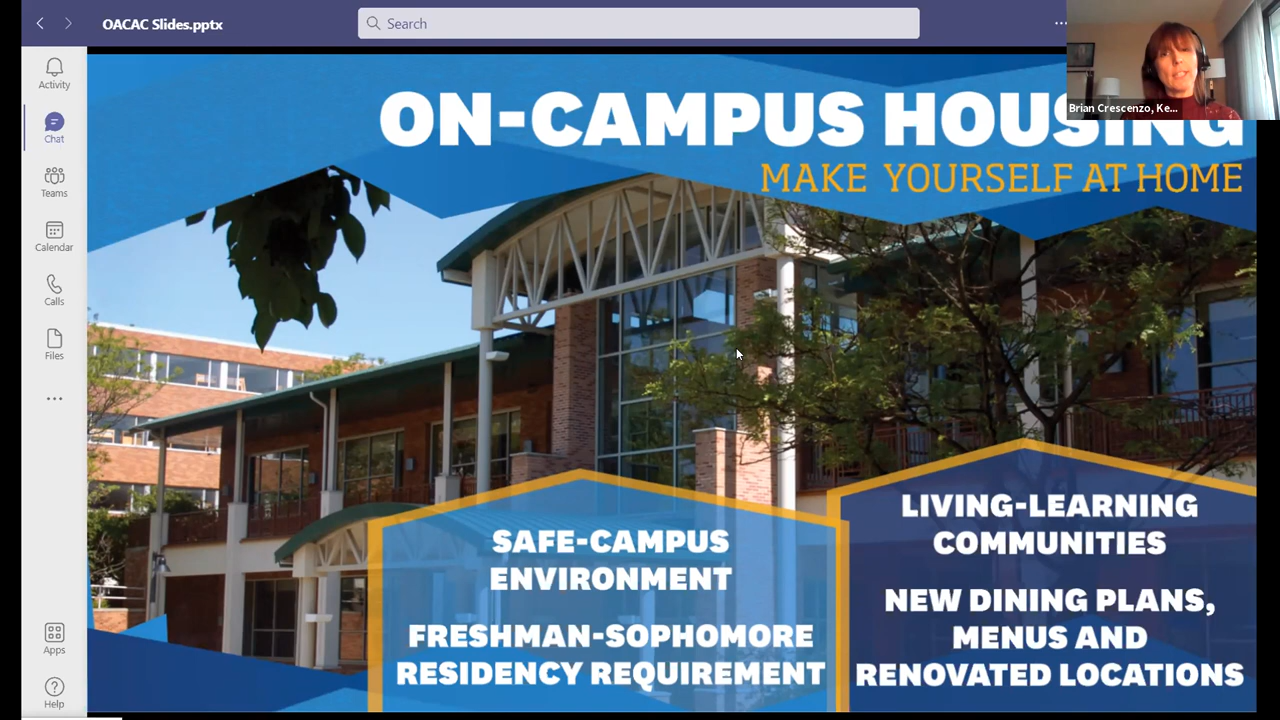 OACAC Slides.pptx
Search
Activity
Chat
Teams
Calendar
Calls
Files
Apps
Help
Brian Crescenzo, Ke...
ON-CAMPUS HOUSING
MAKE YOURSELF AT HOME
SAFE-CAMPUS
ENVIRONMENT
FRESHMAN-SOPHOMORE
RESIDENCY REQUIREMENT
LIVING-LEARNING
COMMUNITIES
NEW DINING PLANS,
MENUS AND
RENOVATED LOCATIONS